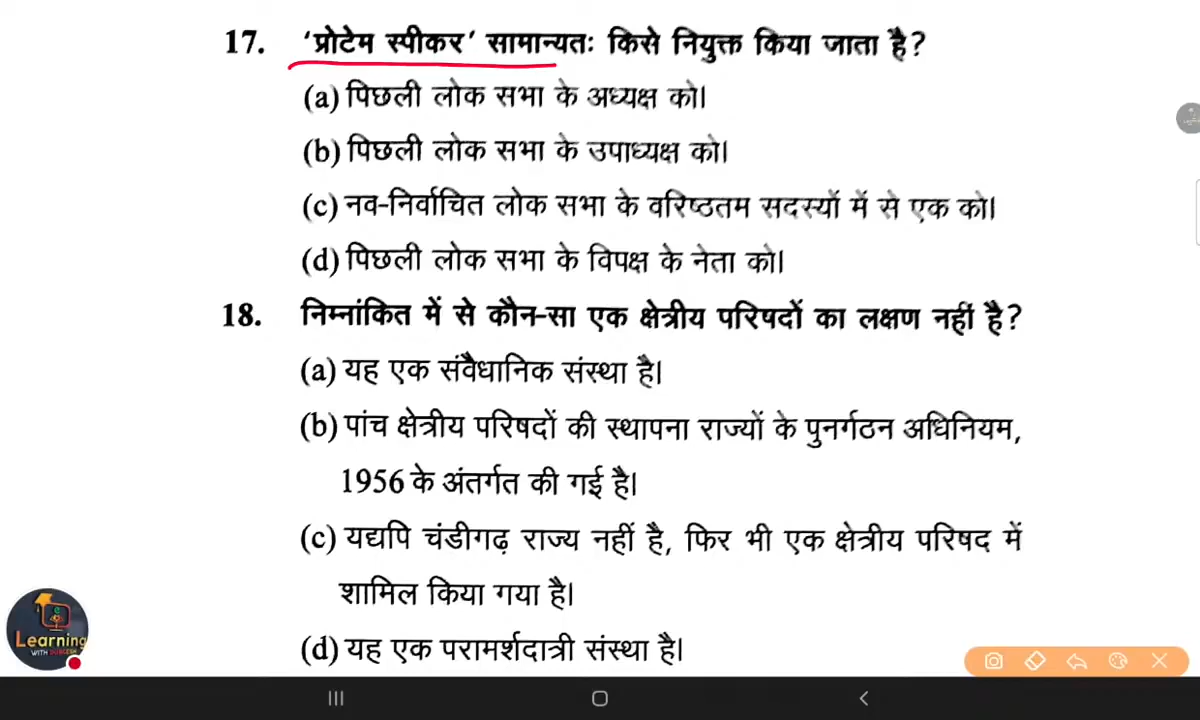 17. ‘प्रोटेम स्पीकर’ सामान्यतः किसे नियुक्त किया जाता है?
(a) पिछली लोक सभा के अध्यक्ष को।
(b) पिछली लोक सभा के उपाध्यक्ष को।
(c) नव-निर्वाचित लोक सभा के वरिष्ठतम सदस्यों में से एक को।
(d) पिछली लोक सभा के विपक्ष के नेता को।
18. निम्नांकित में से कौन-सा एक क्षेत्रीय परिषदों का लक्षण नहीं है?
(a) यह एक संवैधानिक संस्था है।
(b) पांच क्षेत्रीय परिषदों की स्थापना राज्यों के पुनर्गठन अधिनियम,
1956 के अंतर्गत की गई है।
(c) यद्यपि चंडीगढ़ राज्य नहीं है, फिर भी एक क्षेत्रीय परिषद में
शामिल किया गया है।
(d) यह एक परामर्शदात्री संस्था है।
Learning
WITH